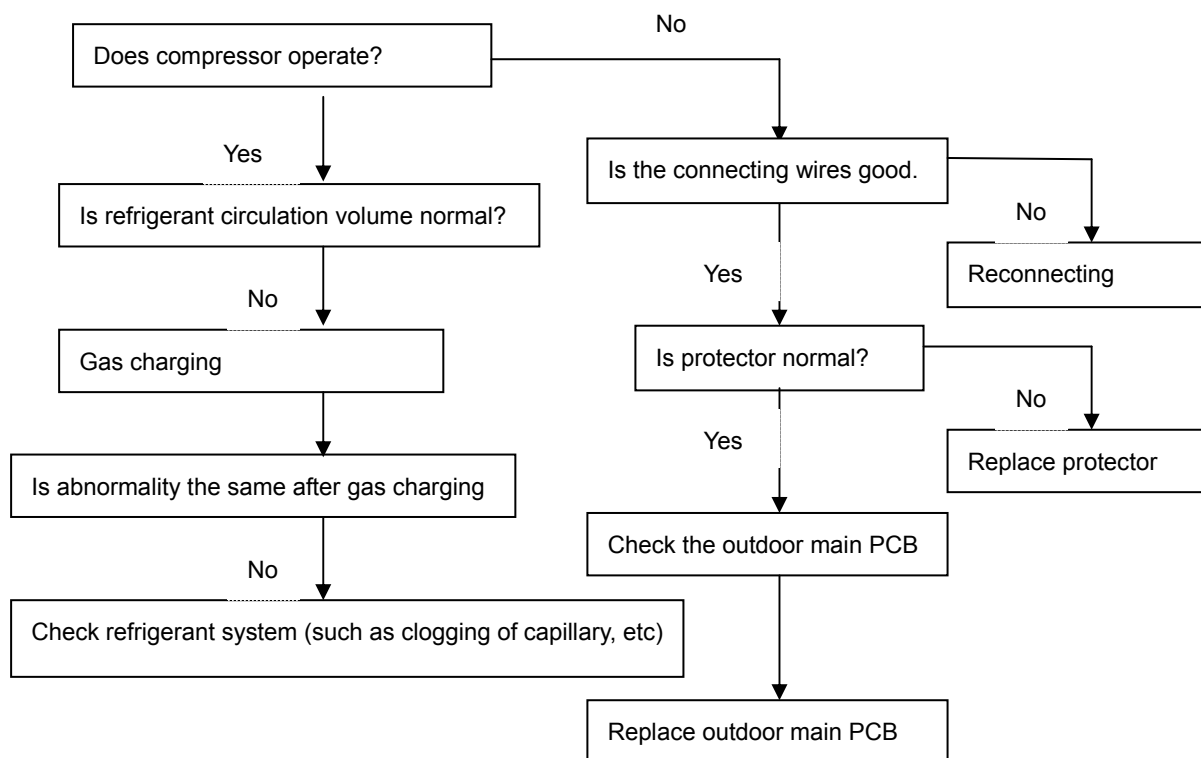 No
Does compressor operate?
Yes
Is the connecting wires good.
Is refrigerant circulation volume normal?
No
Yes
Reconnecting
No
Gas charging
Is protector normal?
No
Yes
Replace protector
Is abnormality the same after gas charging
Check the outdoor main PCB
No
Check refrigerant system (such as clogging of capillary, etc)
Replace outdoor main PCB